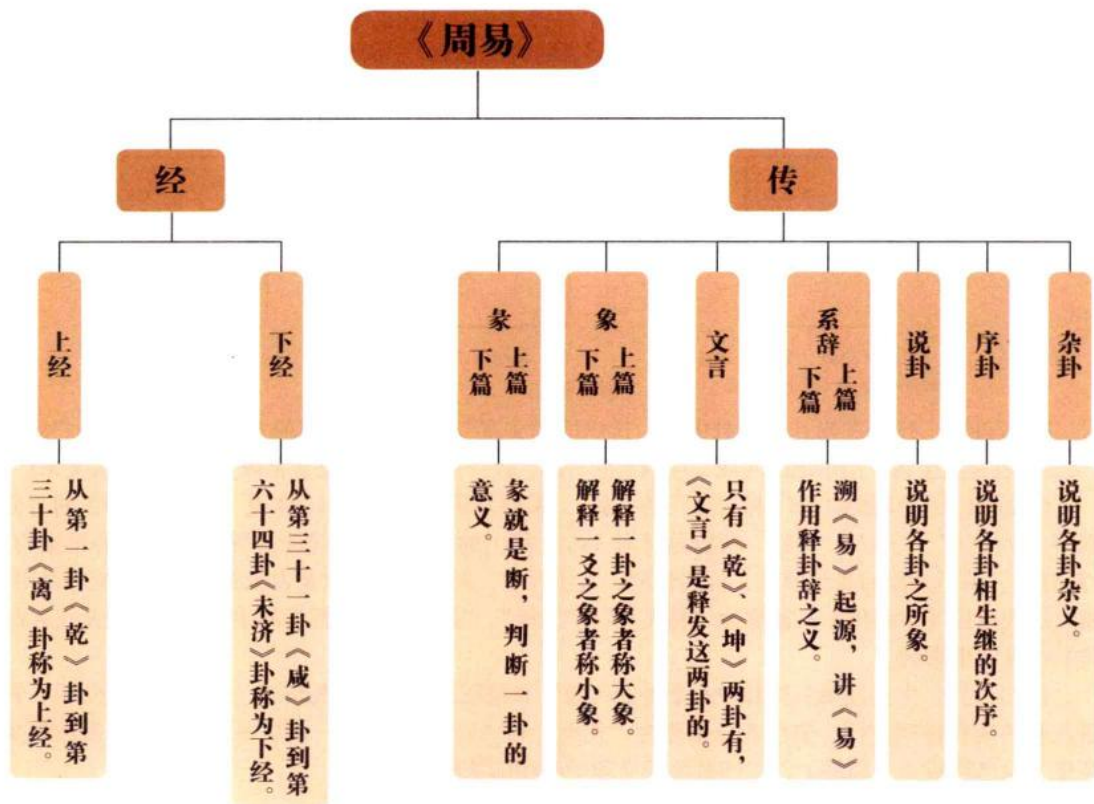 《周易》
经
传
上经
下经
彖
上篇
下篇
象
上篇
下篇
文言
系辞
上篇
下篇
说卦
序卦
杂卦
从第一卦《乾》卦到第
三十卦《离》卦称为上经。
从第三十一卦《咸》卦到第
六十四卦《未济》卦称为下经。
彖就是断，判断一卦的
意义。
解释一卦之象者称大象。
解释一爻之象者称小象。
只有《乾》、《坤》两卦有，
《文言》是释发这两卦的。
溯《易》起源，讲《易》
作用释卦辞之义。
说明各卦之所象。
说明各卦相生继的次序。
说明各卦杂义。